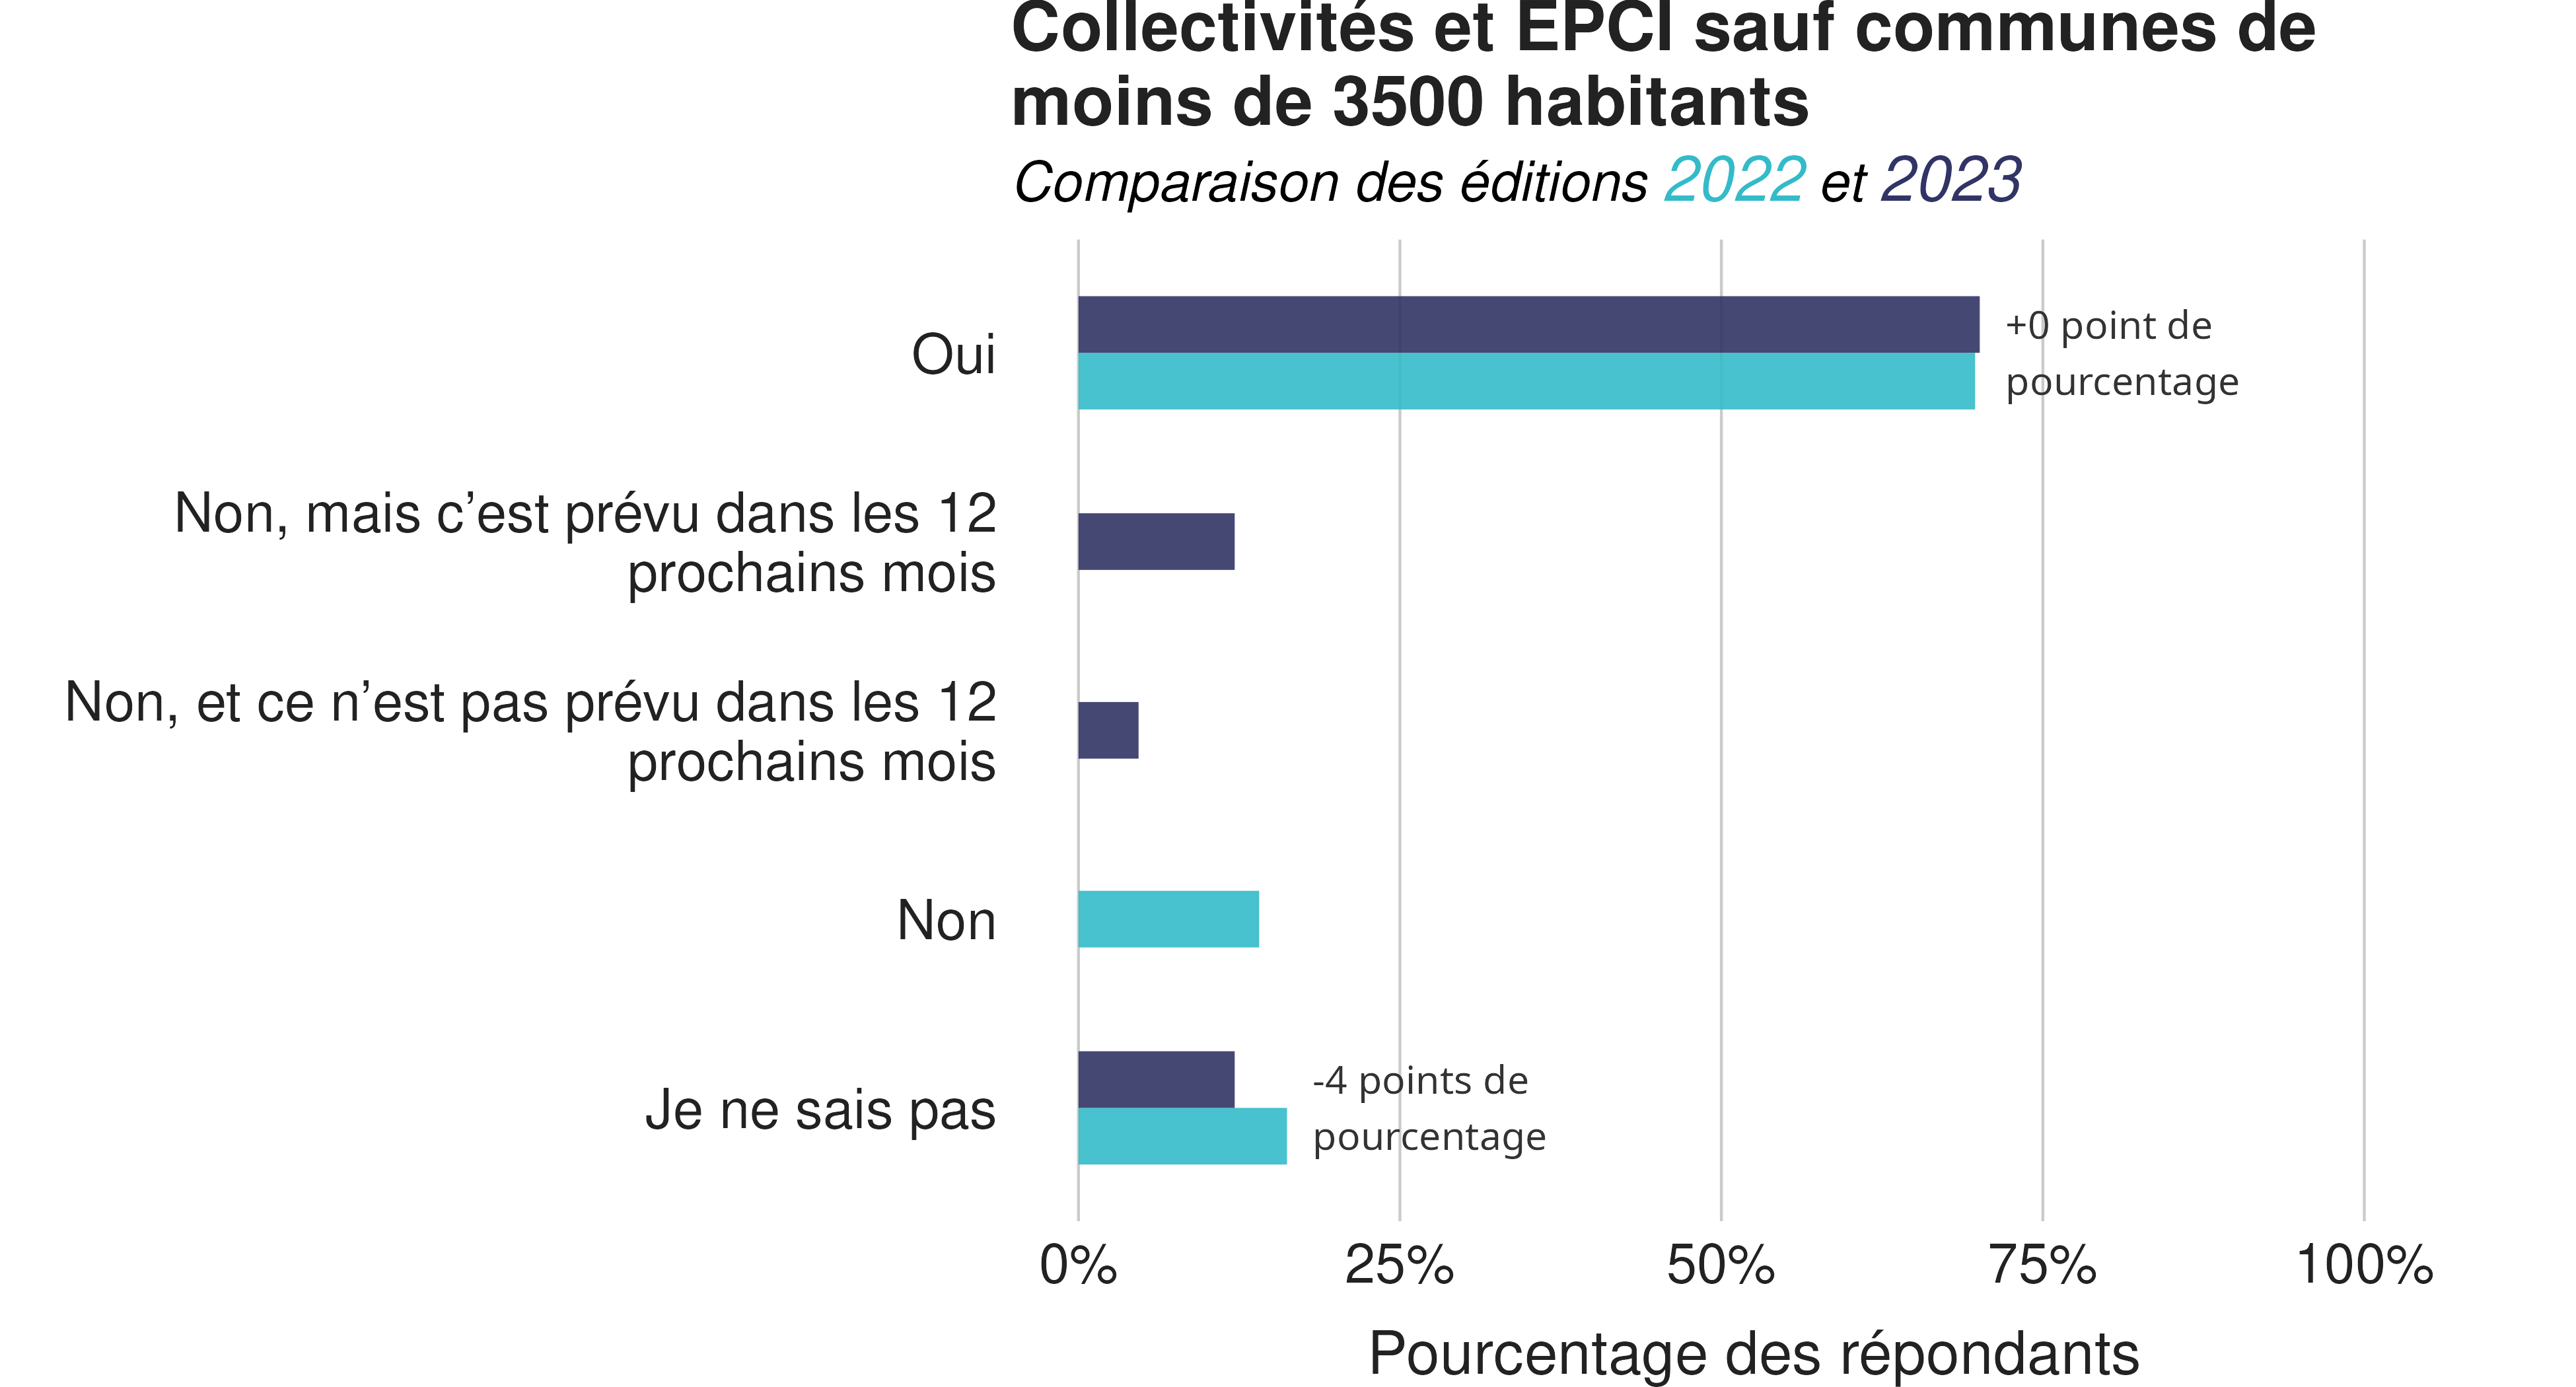 Collectivités et EPCI sauf communes de
moins de 3500 habitants
Comparaison des éditions 2022 et 2023
Oui
+0 point de
pourcentage
Non, mais c’est prévu dans les 12
prochains mois
Non, et ce n’est pas prévu dans les 12
prochains mois
Non
Je ne sais pas
-4 points de
pourcentage
0%
25%
50%
75%
100%
Pourcentage des répondants